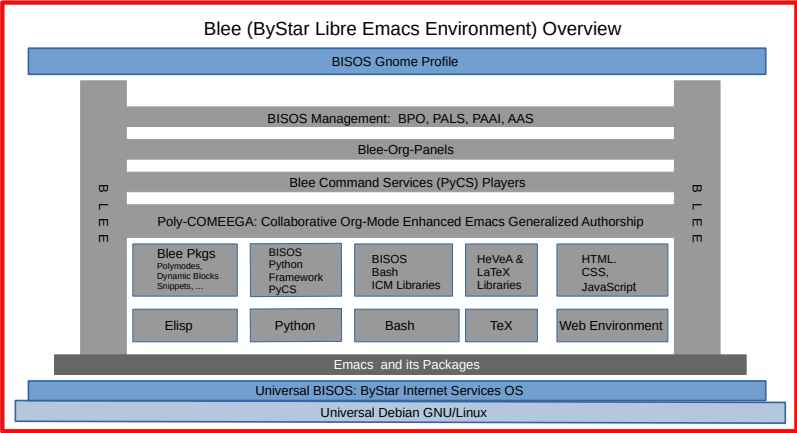 Blee (ByStar Libre Emacs Environment) Overview
BISOS Gnome Profile
BISOS Management:  BPO, PALS, PAAI, AAS
Blee-Org-Panels
Blee Command Services (PyCS) Players
B
L
E
E
B
L
E
E
Poly-COMEEGA: Collaborative Org-Mode Enhanced Emacs Generalized Authorship
Blee Pkgs
Polymodes,
Dynamic Blocks
Snippets, ...
BISOS
Python
Framework
PyCS
BISOS
Bash
ICM Libraries
HeVeA &
LaTeX
Libraries
HTML.
CSS,
JavaScript
Elisp
Python
Bash
TeX
Web Environment
Emacs  and its Packages
Universal BISOS: ByStar Internet Services OS
Universal Debian GNU/Linux